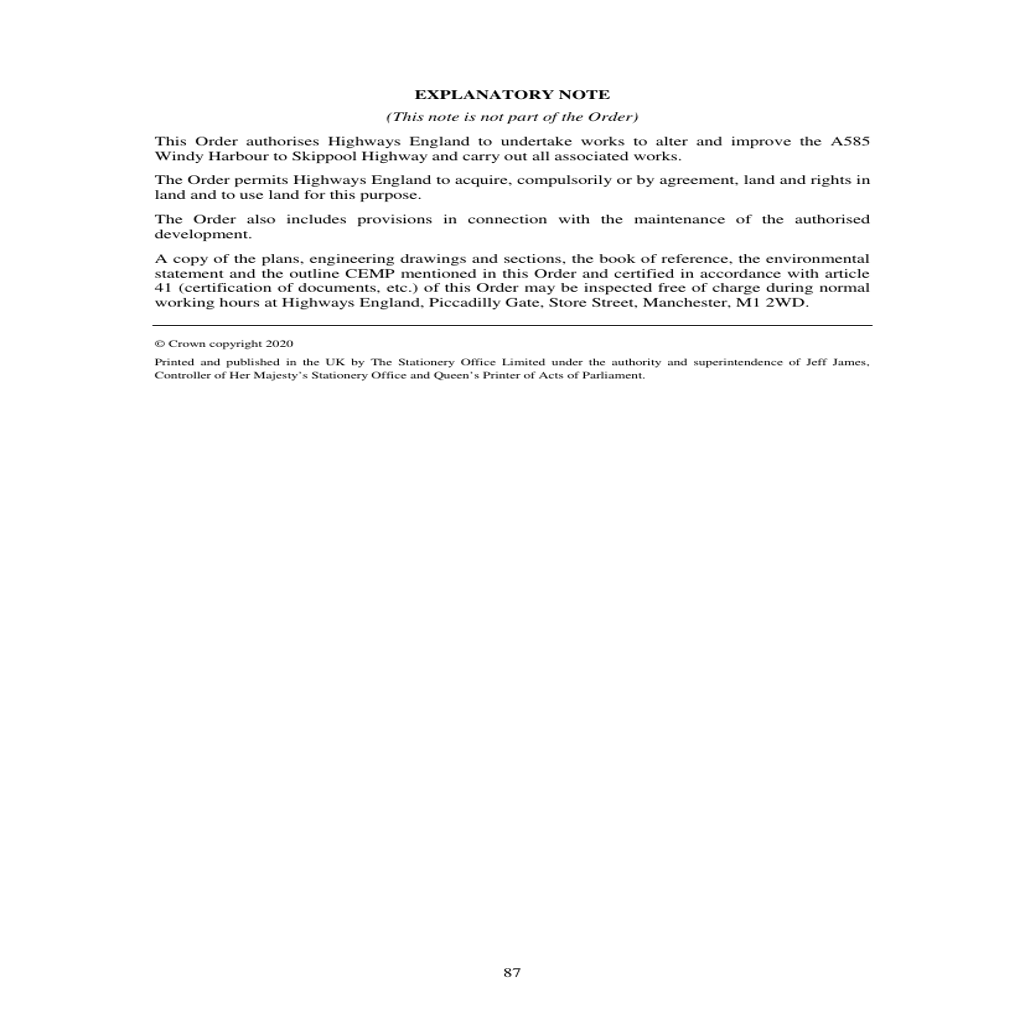 EXPLANATORY NOTE
(This note is not part of the Order)
This Order authorises Highways England to undertake works to alter and improve the A585
Windy Harbour to Skippool Highway and carry out all associated works.
The Order permits Highways England to acquire, compulsorily or by agreement, land and rights in
land and to use land for this purpose.
The Order also includes provisions in connection with the maintenance of the authorised
development.
A copy of the plans, engineering drawings and sections, the book of reference, the environmental
statement and the outline CEMP mentioned in this Order and certified in accordance with article
41 (certification of documents, etc.) of this Order may be inspected free of charge during normal
working hours at Highways England, Piccadilly Gate, Store Street, Manchester, M1 2WD.
© Crown copyright 2020
Printed and published in the UK by The Stationery Office Limited under the authority and superintendence of Jeff James,
Controller of Her Majesty’s Stationery Office and Queen’s Printer of Acts of Parliament.
87